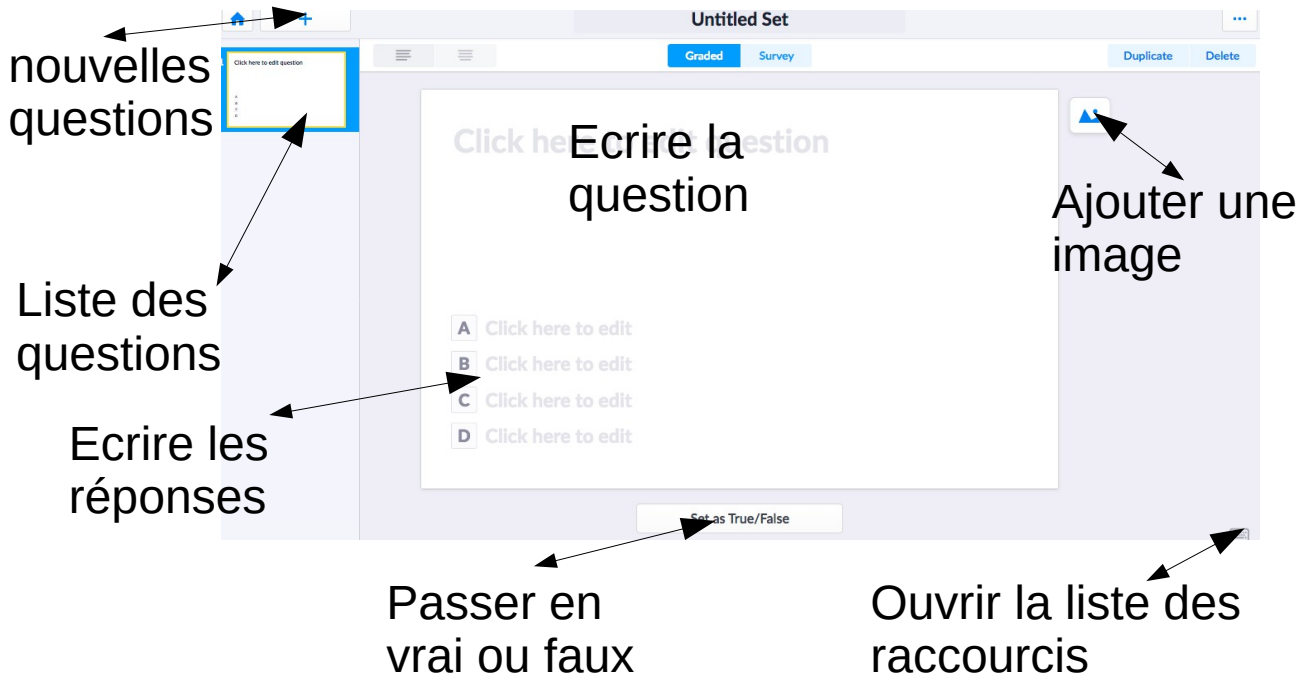 Untitled Set
...
nouvelles
questions
Click here to edit question
Graded
Survey
Duplicate
Delete
Click here to edit question
Ecrire la
question
Ajouter une
image
Liste des
questions
A Click here to edit
B Click here to edit
C Click here to edit
D Click here to edit
Ecrire les
réponses
Set as True/False
Passer en
vrai ou faux
Ouvrir la liste des
raccourcis